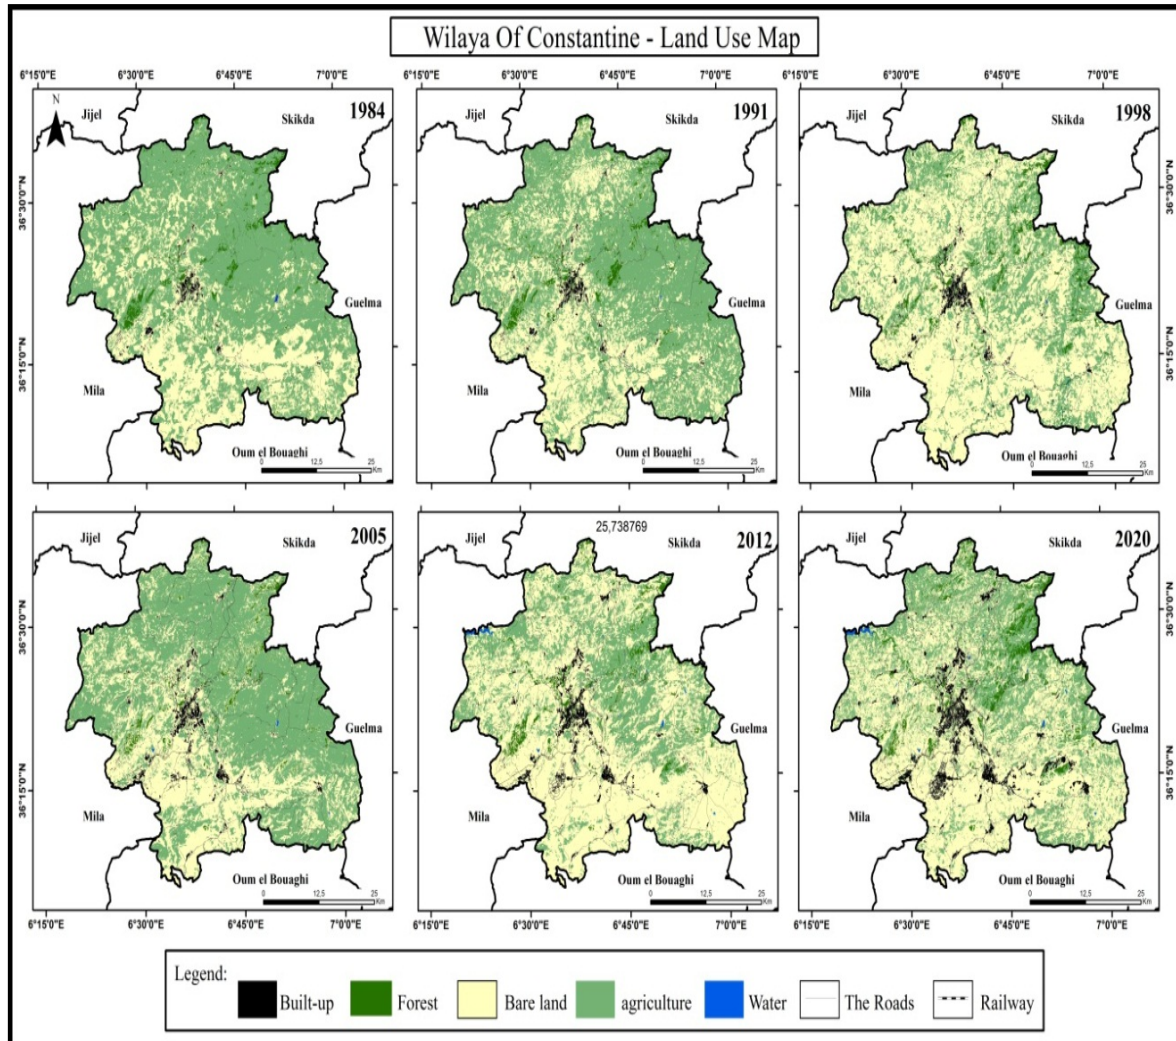 Wilaya Of Constantine - Land Use Map
6°15'0"E 6°30'0"E 6°45'0"E 7°0'0"E
6°30'0"E 6°45'0"E 7°0'0"E
6°15'0"E 6°30'0"E 6°45'0"E 7°0'0"E
N
Jijel
Skikda
1984
Guelma
Mila
Oum el Bouaghi
0 12,5 25
Km
36°30'0"N
36°15'0"N
Jijel
Skikda
1991
Guelma
Mila
Oum el Bouaghi
0 12,5 25
Km
Jijel
Skikda
1998
Guelma
Mila
Oum el Bouaghi
0 12,5 25
Km
36°30'0"N
36°15'0"N
Jijel
Skikda
2005
Guelma
Mila
Oum el Bouaghi
0 12,5 25
Km
36°30'0"N
36°15'0"N
25,738769
Jijel
Skikda
2012
Guelma
Mila
Oum el Bouaghi
0 12,5 25
Km
Jijel
Skikda
2020
Guelma
Mila
Oum el Bouaghi
0 12,5 25
Km
36°30'0"N
36°15'0"N
6°15'0"E 6°30'0"E 6°45'0"E 7°0'0"E
6°15'0"E 6°30'0"E 6°45'0"E 7°0'0"E
6°15'0"E 6°30'0"E 6°45'0"E 7°0'0"E
Legend:
Built-up Forest Bare land agriculture Water The Roads Railway